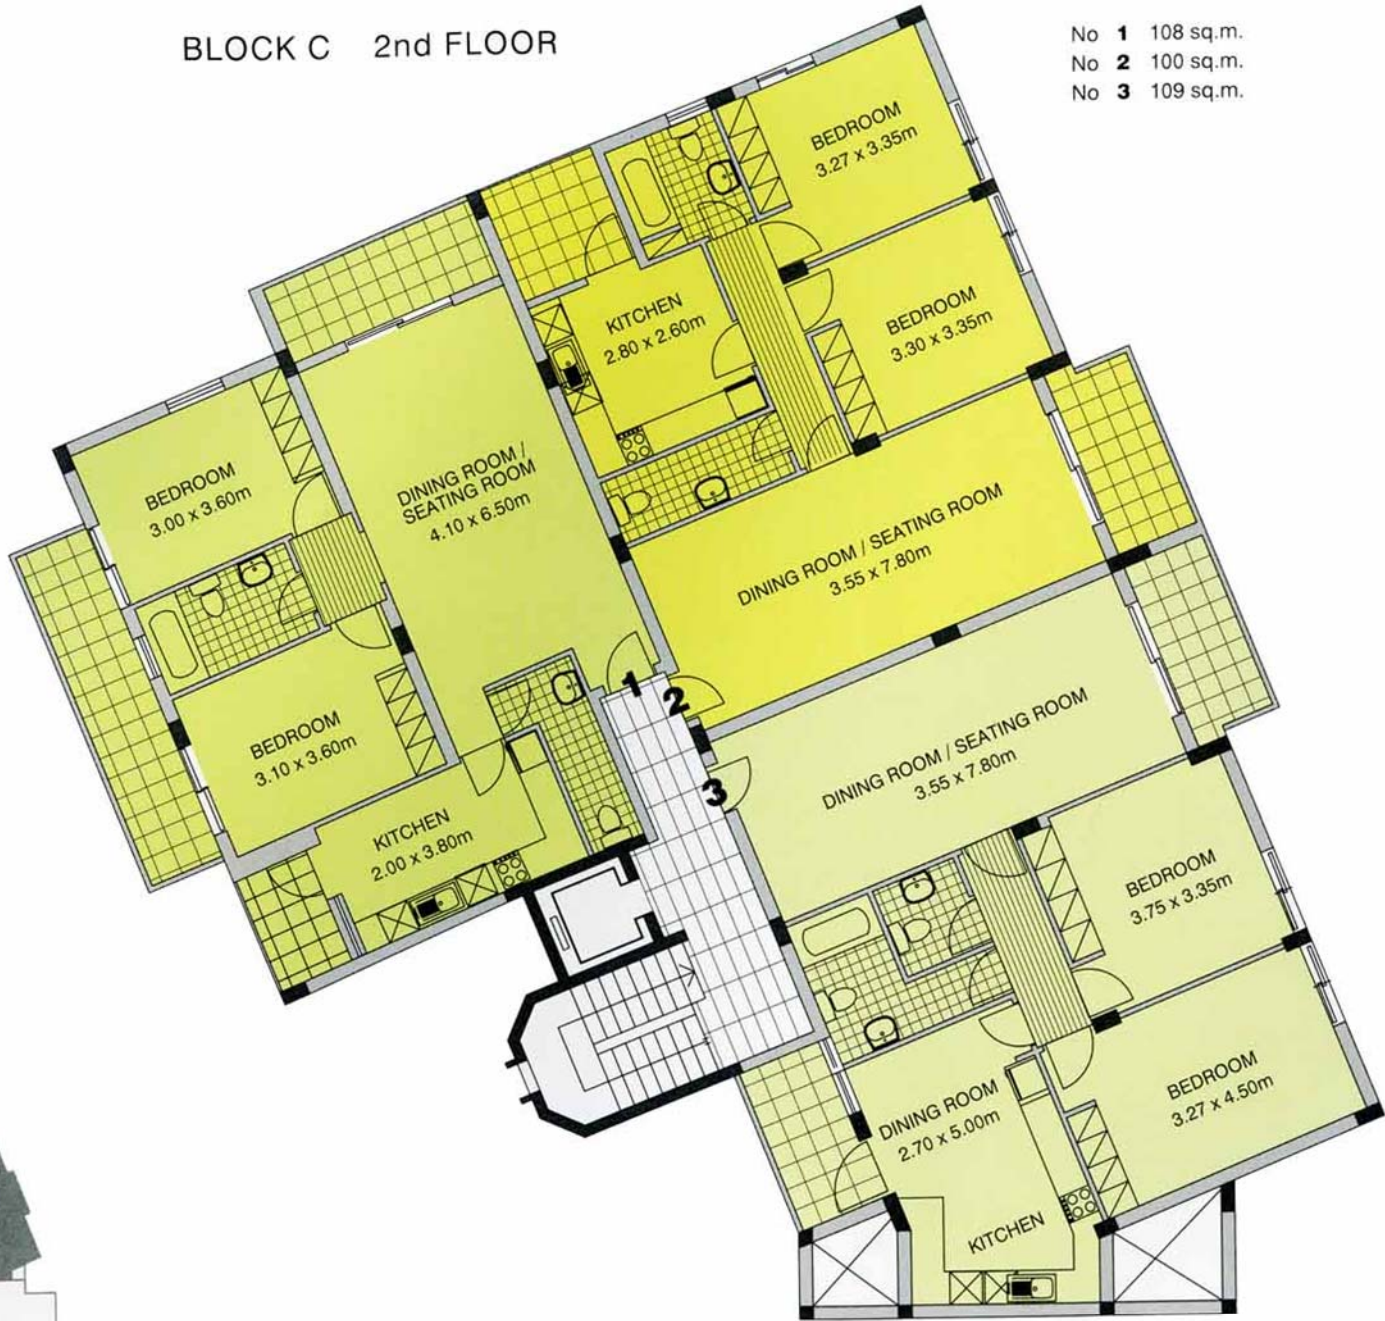 BLOCK C 2nd FLOOR
No 1 108 sq.m.
No 2 100 sq.m.
No 3 109 sq.m.
BEDROOM
3.27 x 3.35m
BEDROOM
3.30 x 3.35m
KITCHEN
2.80 x 2.60m
DINING ROOM /
SEATING ROOM
4.10 x 6.50m
BEDROOM
3.00 x 3.60m
DINING ROOM / SEATING ROOM
3.55 x 7.80m
BEDROOM
3.10 x 3.60m
1
2
3
DINING ROOM / SEATING ROOM
3.55 x 7.80m
KITCHEN
2.00 x 3.80m
BEDROOM
3.75 x 3.35m
BEDROOM
3.27 x 4.50m
DINING ROOM
2.70 x 5.00m
KITCHEN